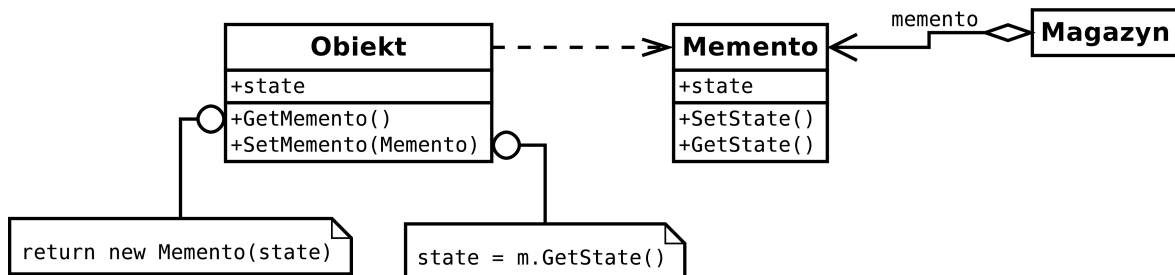 Obiekt
+state
+GetMemento()
+SetMemento(Memento)
Memento
+state
+SetState()
+GetState()
memento
Magazyn
return new Memento(state)
state = m.GetState()